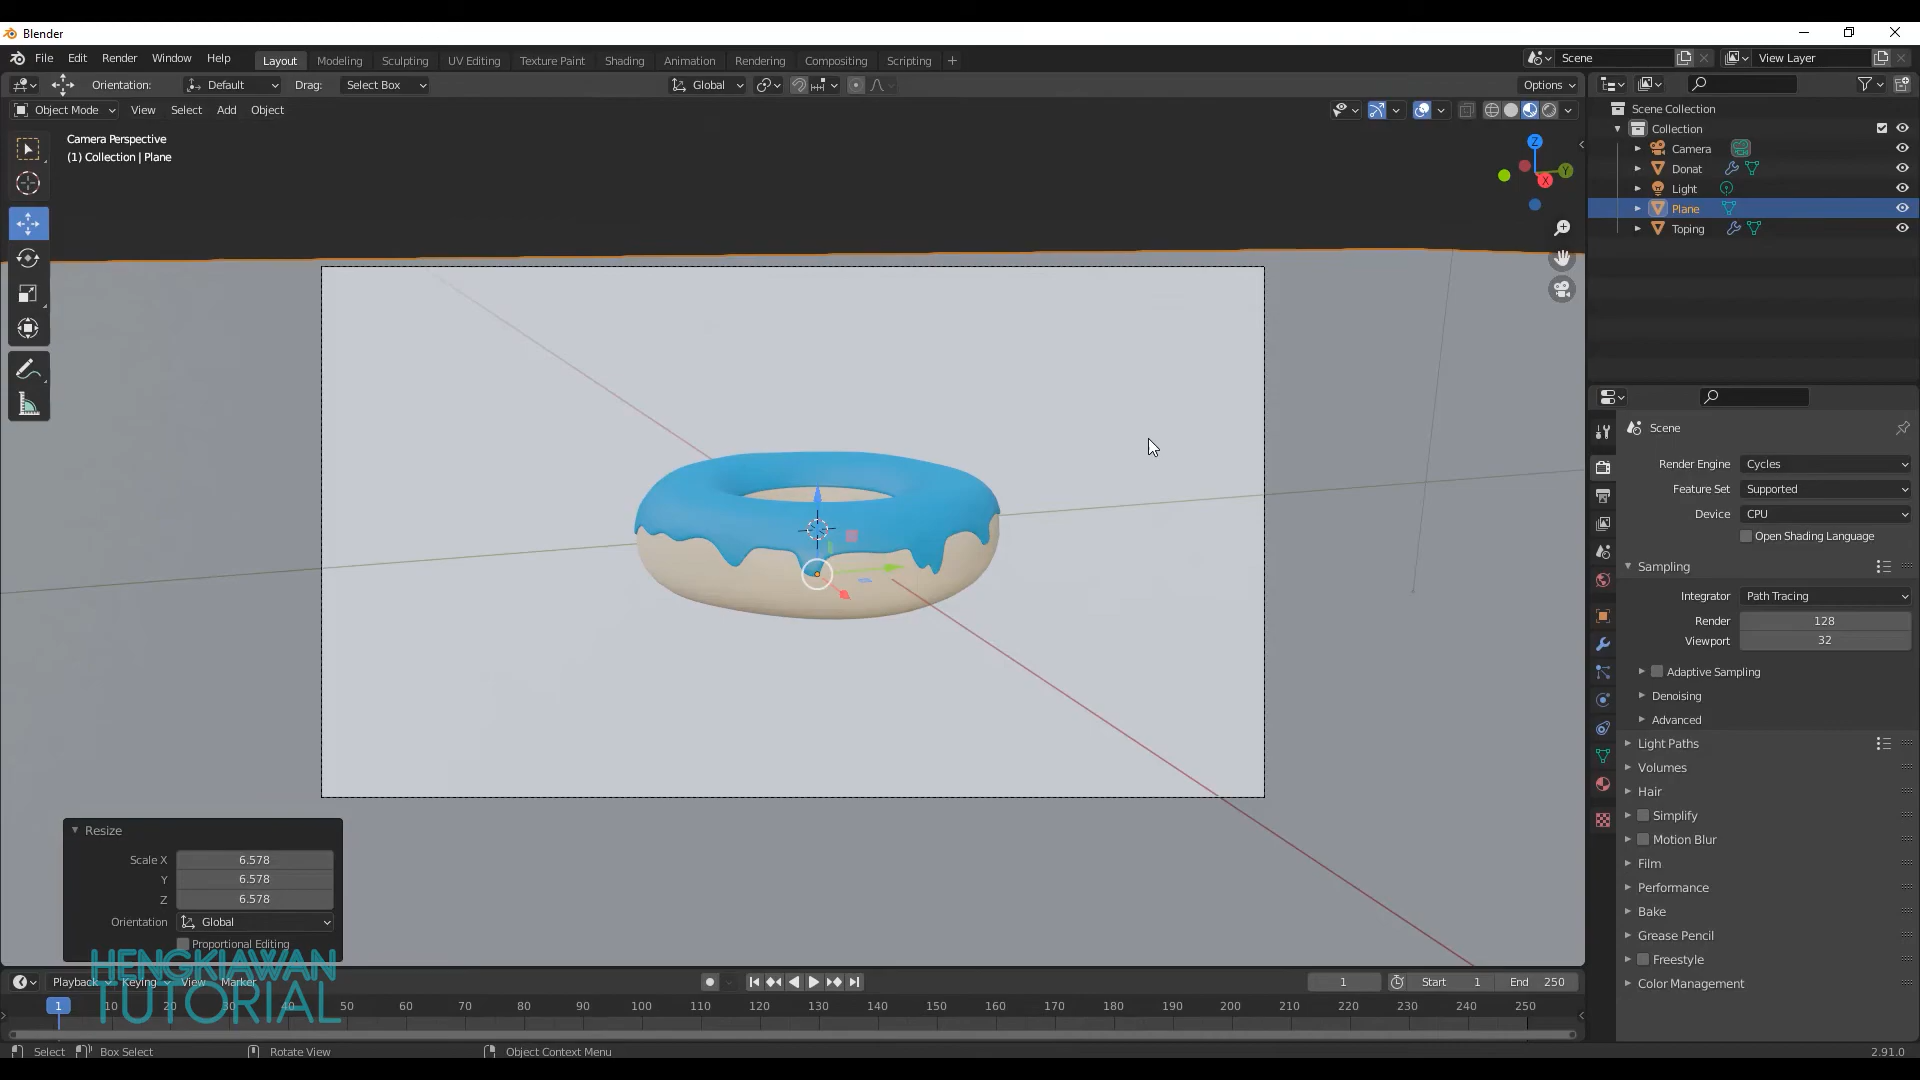 Blender
File Edit Render Window Help Layout Modeling Sculpting UV Editing Texture Paint Shading Animation Rendering Compositing Scripting + Scene View Layer
Orientation: Default Drag: Select Box Global Options
Object Mode View Select Add Object
Camera Perspective
(1) Collection | Plane
Z
Y
X
Scene Collection
Collection
Camera
Donat
Light
Plane
Toping
Scene
Render Engine Cycles
Feature Set Supported
Device CPU
Open Shading Language
Sampling
Integrator Path Tracing
Render 128
Viewport 32
Adaptive Sampling
Denoising
Advanced
Light Paths
Volumes
Hair
Simplify
Motion Blur
Film
Performance
Bake
Grease Pencil
Freestyle
Color Management
Resize
Scale X 6.578
Y 6.578
Z 6.578
Orientation Global
Proportional Editing
HENGKIAWAN
TUTORIAL
Playback Keying View Marker 1 Start 1 End 250
1 10 20 30 40 50 60 70 80 90 100 110 120 130 140 150 160 170 180 190 200 210 220 230 240 250
Select Box Select Rotate View Object Context Menu 2.91.0